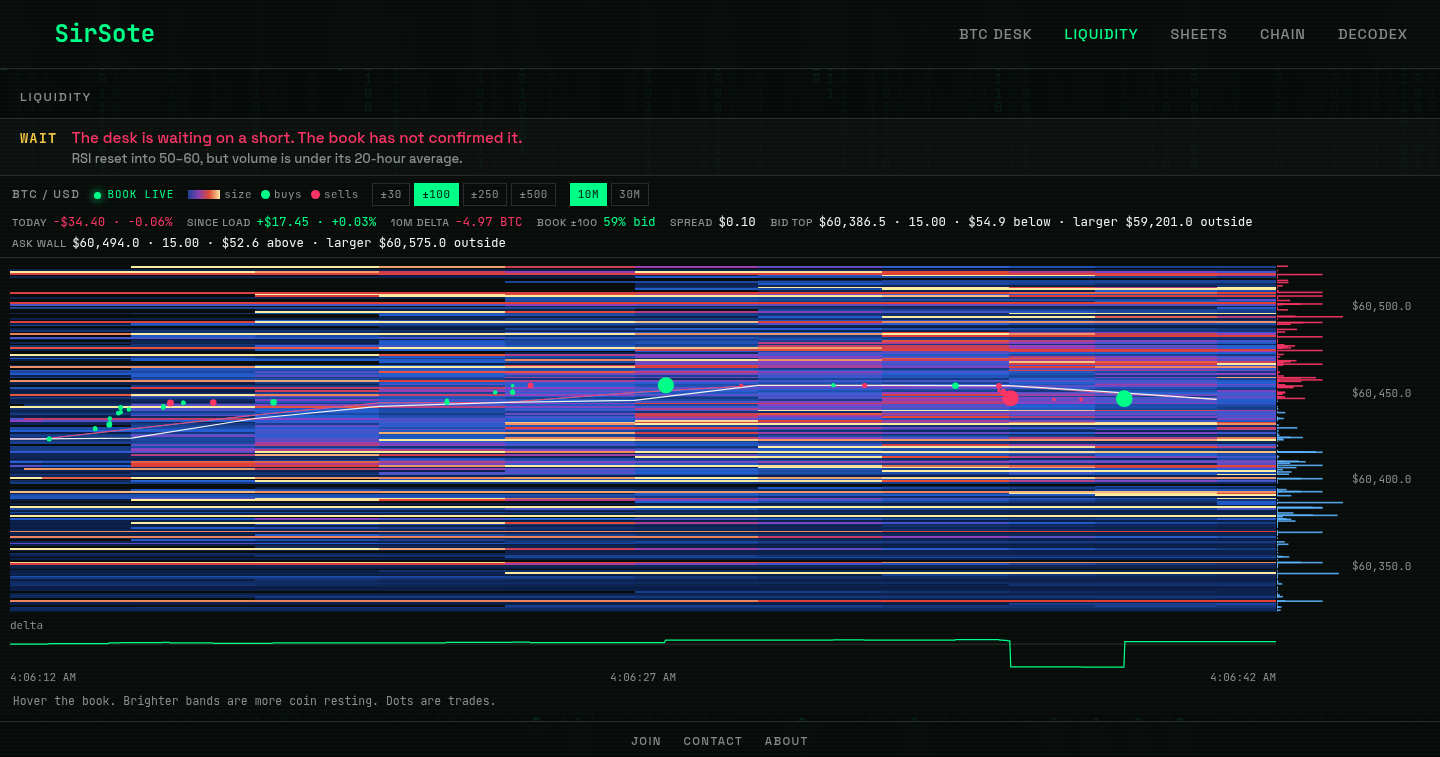 SirSote
BTC DESK LIQUIDITY SHEETS CHAIN DECODEX
LIQUIDITY
WAIT The desk is waiting on a short. The book has not confirmed it.
RSI reset into 50–60, but volume is under its 20-hour average.
BTC / USD BOOK LIVE size buys sells ±30 ±100 ±250 ±500 10M 30M
TODAY -$34.40 · -0.06% SINCE LOAD +$17.45 · +0.03% 10M DELTA -4.97 BTC BOOK ±100 59% bid SPREAD $0.10 BID TOP $60,386.5 · 15.00 · $54.9 below · larger $59,201.0 outside
ASK WALL $60,494.0 · 15.00 · $52.6 above · larger $60,575.0 outside
$60,500.0
$60,450.0
$60,400.0
$60,350.0
delta
4:06:12 AM 4:06:27 AM 4:06:42 AM
Hover the book. Brighter bands are more coin resting. Dots are trades.
JOIN CONTACT ABOUT